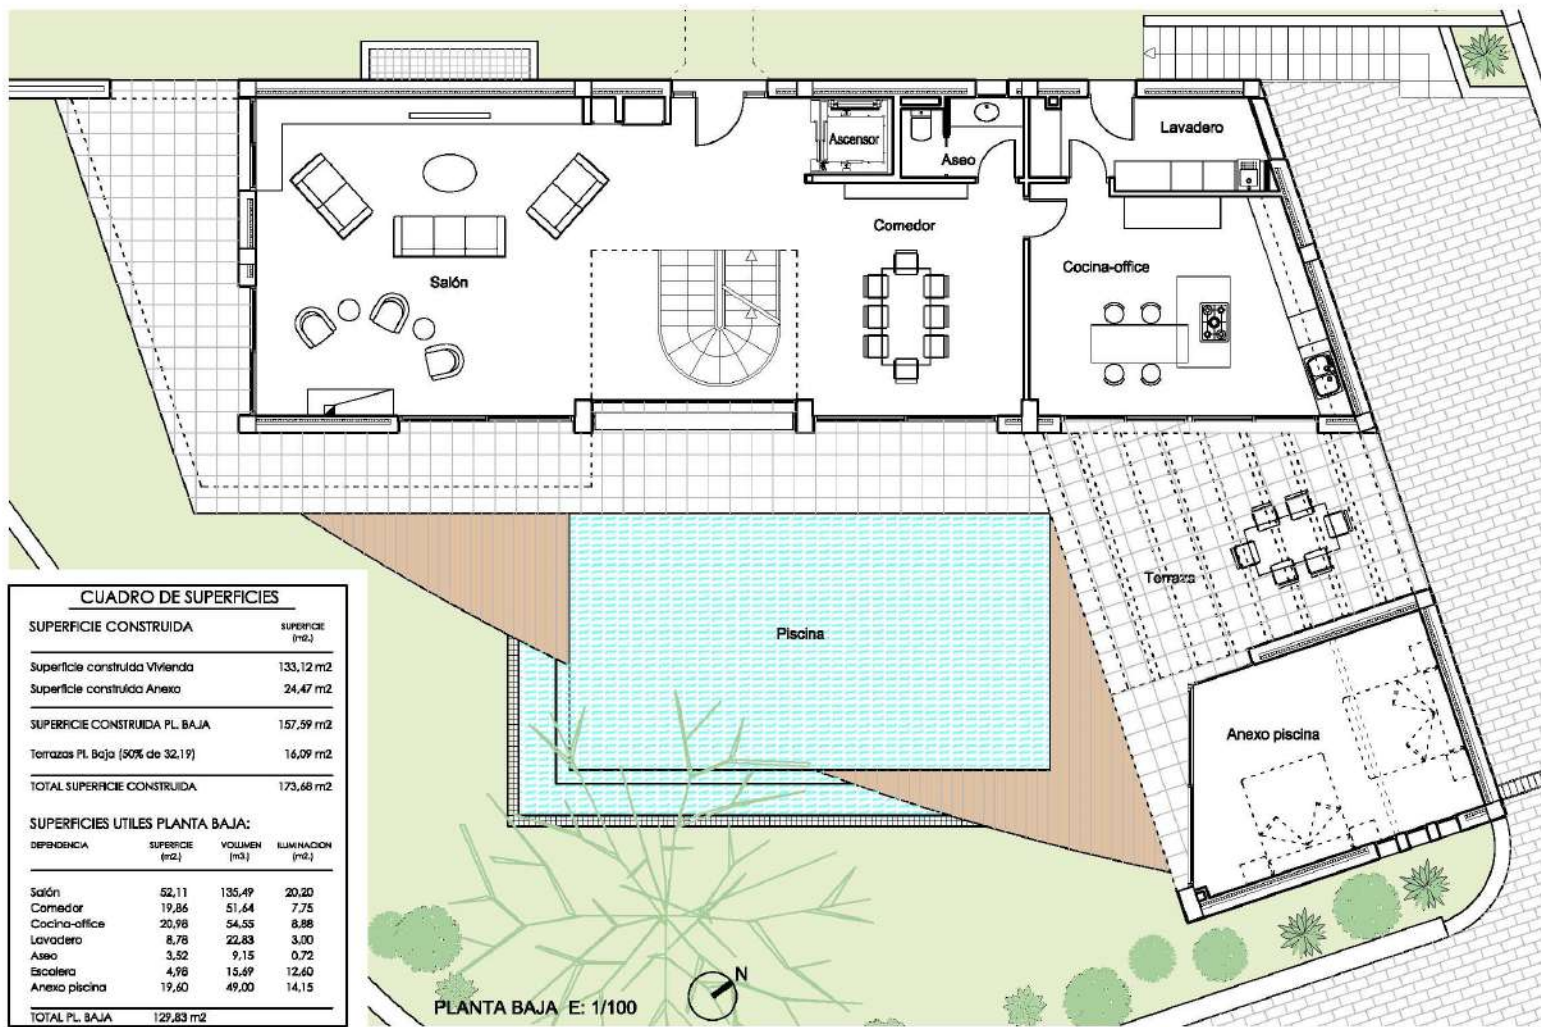 Lavadero
Ascensor
Aseo
Comedor
Cocina-office
Salón
Terraza
Piscina
Anexo piscina
CUADRO DE SUPERFICIES
SUPERFICIE CONSTRUIDA SUPERFICIE (m2.)
Superficie construida Vivienda 133,12 m2
Superficie construida Anexo 24,47 m2
SUPERFICIE CONSTRUIDA PL. BAJA 157,59 m2
Terrazas Pl. Baja (50% de 32,19) 16,09 m2
TOTAL SUPERFICIE CONSTRUIDA 173,68 m2
SUPERFICIES UTILES PLANTA BAJA:
DEPENDENCIA SUPERFICIE (m2.) VOLUMEN (m3.) ILUMINACION (m2.)
Salón 52,11 135,49 20,20
Comedor 19,86 51,64 7,75
Cocina-office 20,98 54,55 8,88
Lavadero 8,78 22,83 3,00
Aseo 3,52 9,15 0,72
Escalera 4,98 15,69 12,60
Anexo piscina 19,60 49,00 14,15
TOTAL PL. BAJA 129,83 m2
N
PLANTA BAJA E: 1/100